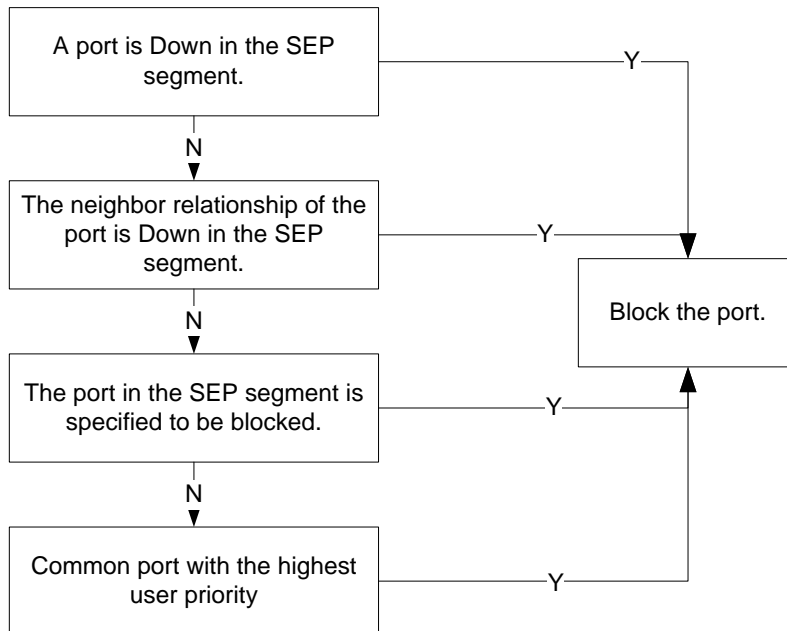 A port is Down in the SEP
segment.
Y
N
The neighbor relationship of the
port is Down in the SEP
segment.
Y
Block the port.
N
The port in the SEP segment is
specified to be blocked.
Y
N
Common port with the highest
user priority
Y